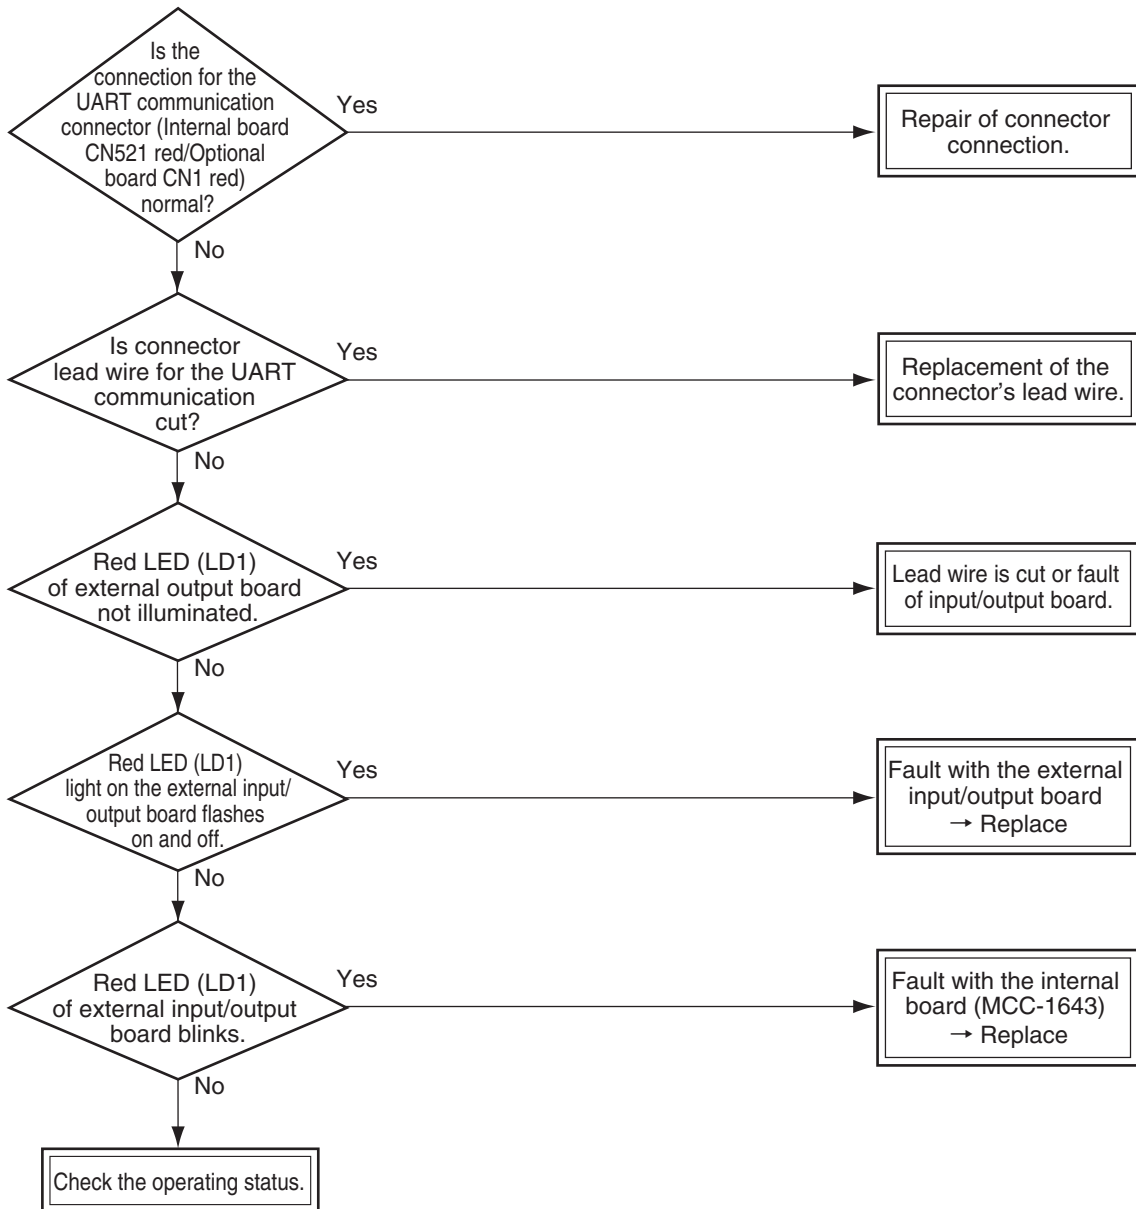 Is the
connection for the
UART communication
connector (Internal board
CN521 red/Optional
board CN1 red)
normal?
Yes
Repair of connector
connection.
No
Is connector
lead wire for the UART
communication
cut?
Yes
Replacement of the
connector’s lead wire.
No
Red LED (LD1)
of external output board
not illuminated.
Yes
Lead wire is cut or fault
of input/output board.
No
Red LED (LD1)
light on the external input/
output board flashes
on and off.
Yes
Fault with the external
input/output board
→ Replace
No
Red LED (LD1)
of external input/output
board blinks.
Yes
Fault with the internal
board (MCC-1643)
→ Replace
No
Check the operating status.